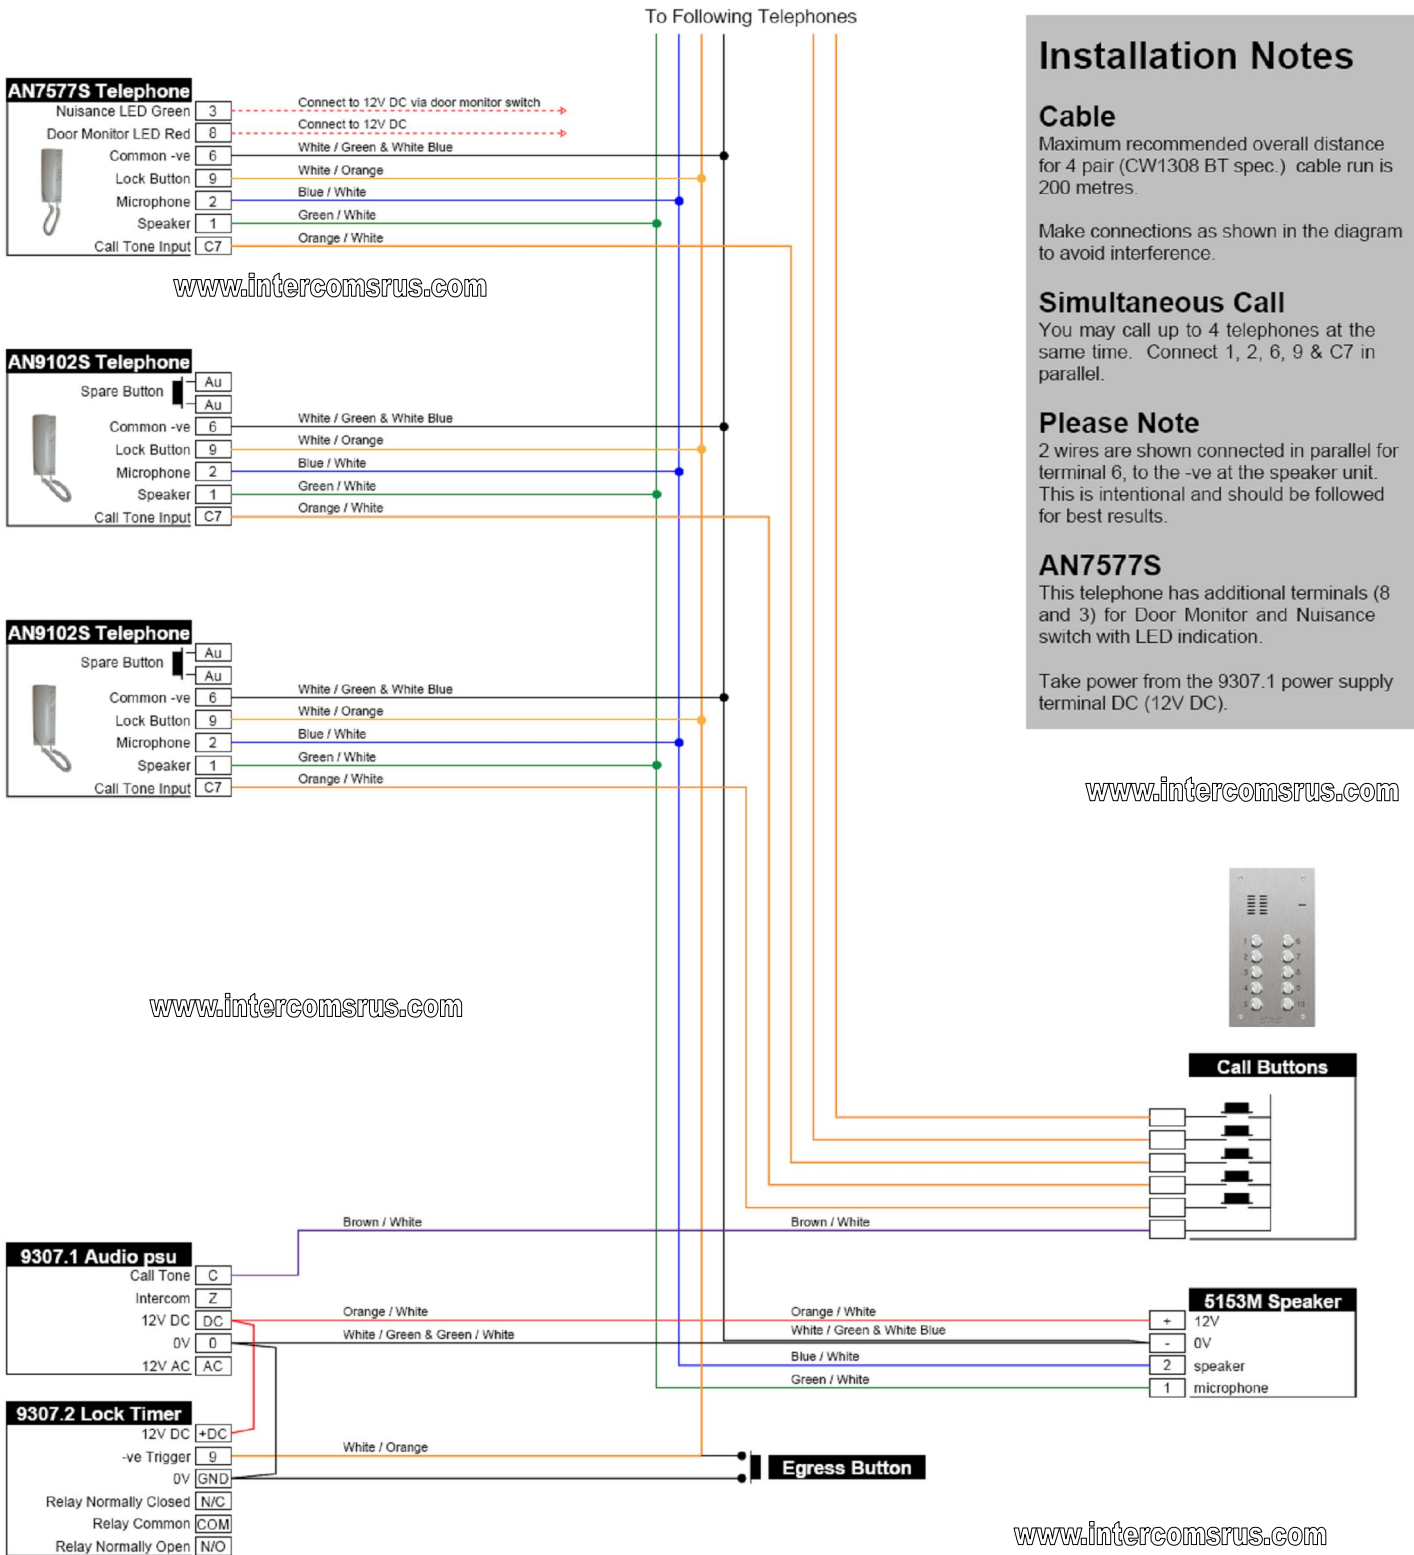 To Following Telephones
AN7577S Telephone
Nuisance LED Green 3 Connect to 12V DC via door monitor switch
Door Monitor LED Red 8 Connect to 12V DC
Common -ve 6 White / Green & White Blue
Lock Button 9 White / Orange
Microphone 2 Blue / White
Speaker 1 Green / White
Call Tone Input C7 Orange / White
www.intercomsrus.com
AN9102S Telephone
Au
Spare Button
Au
Common -ve 6 White / Green & White Blue
Lock Button 9 White / Orange
Microphone 2 Blue / White
Speaker 1 Green / White
Call Tone Input C7 Orange / White
AN9102S Telephone
Au
Spare Button
Au
Common -ve 6 White / Green & White Blue
Lock Button 9 White / Orange
Microphone 2 Blue / White
Speaker 1 Green / White
Call Tone Input C7 Orange / White
www.intercomsrus.com
Installation Notes
Cable
Maximum recommended overall distance
for 4 pair (CW1308 BT spec.) cable run is
200 metres.
Make connections as shown in the diagram
to avoid interference.
Simultaneous Call
You may call up to 4 telephones at the
same time. Connect 1, 2, 6, 9 & C7 in
parallel.
Please Note
2 wires are shown connected in parallel for
terminal 6, to the -ve at the speaker unit.
This is intentional and should be followed
for best results.
AN7577S
This telephone has additional terminals (8
and 3) for Door Monitor and Nuisance
switch with LED indication.
Take power from the 9307.1 power supply
terminal DC (12V DC).
www.intercomsrus.com
1 6
2 7
3 8
4 9
5 10
Call Buttons
Brown / White Brown / White
9307.1 Audio psu
Call Tone C
Intercom Z
12V DC DC Orange / White Orange / White
0V 0 White / Green & Green / White White / Green & White Blue
12V AC AC Blue / White
Green / White
5153M Speaker
+ 12V
- 0V
2 speaker
1 microphone
9307.2 Lock Timer
12V DC +DC
-ve Trigger 9 White / Orange
0V GND
Relay Normally Closed N/C
Relay Common COM
Relay Normally Open N/O
Egress Button
www.intercomsrus.com